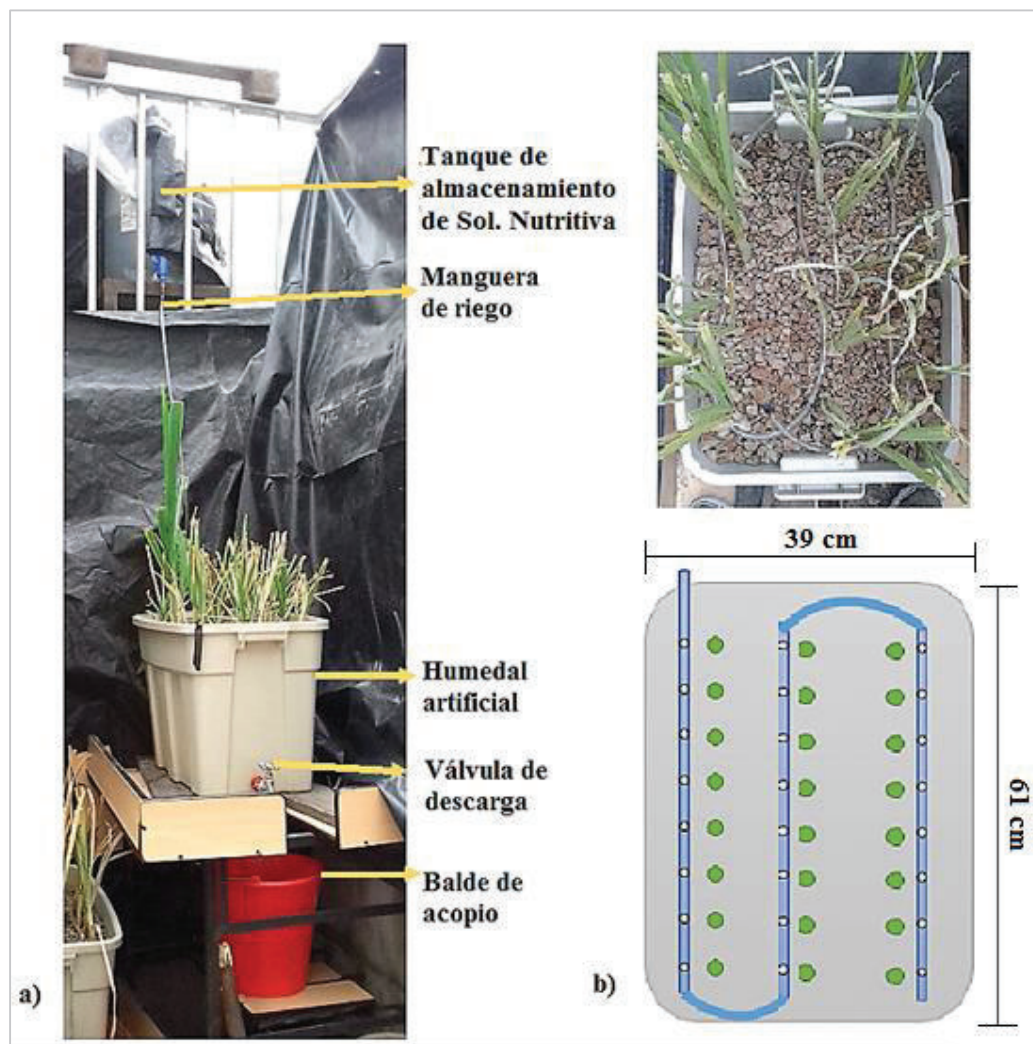 Tanque de
almacenamiento
de Sol. Nutritiva
Manguera
de riego
Humedal
artificial
Válvula de
descarga
Balde de
acopio
a)
39 cm
61 cm
b)